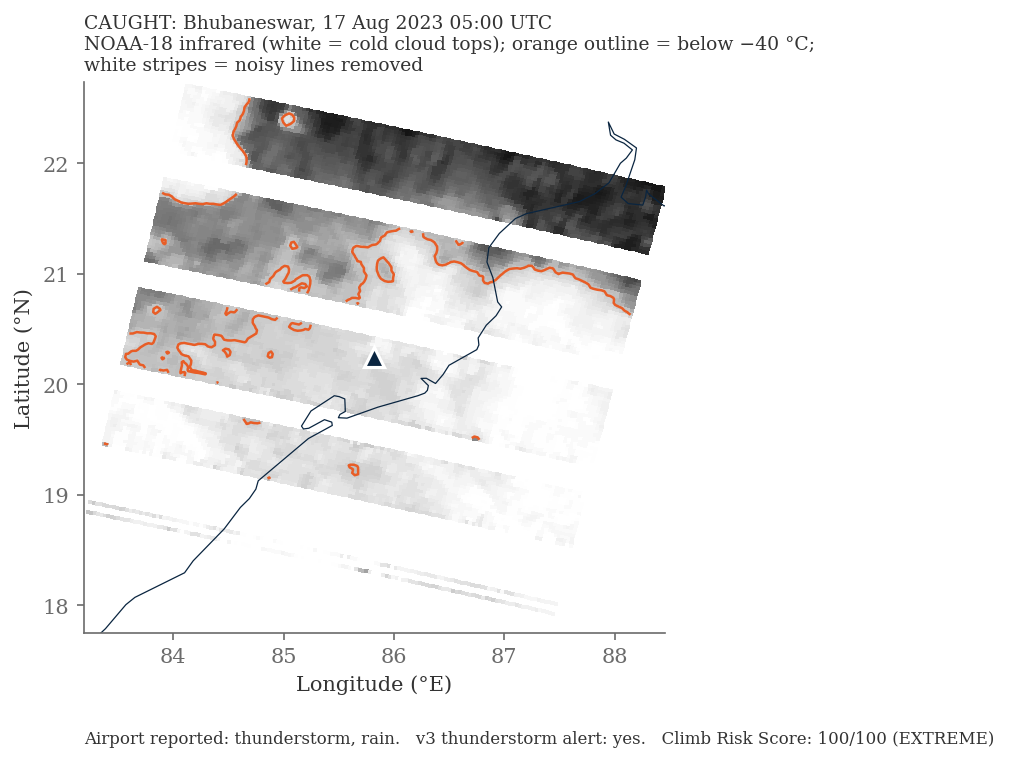 CAUGHT: Bhubaneswar, 17 Aug 2023 05:00 UTC
NOAA-18 infrared (white = cold cloud tops); orange outline = below −40 °C;
white stripes = noisy lines removed
22
21
20
19
18
Latitude (°N)
84 85 86 87 88
Longitude (°E)
Airport reported: thunderstorm, rain. v3 thunderstorm alert: yes. Climb Risk Score: 100/100 (EXTREME)